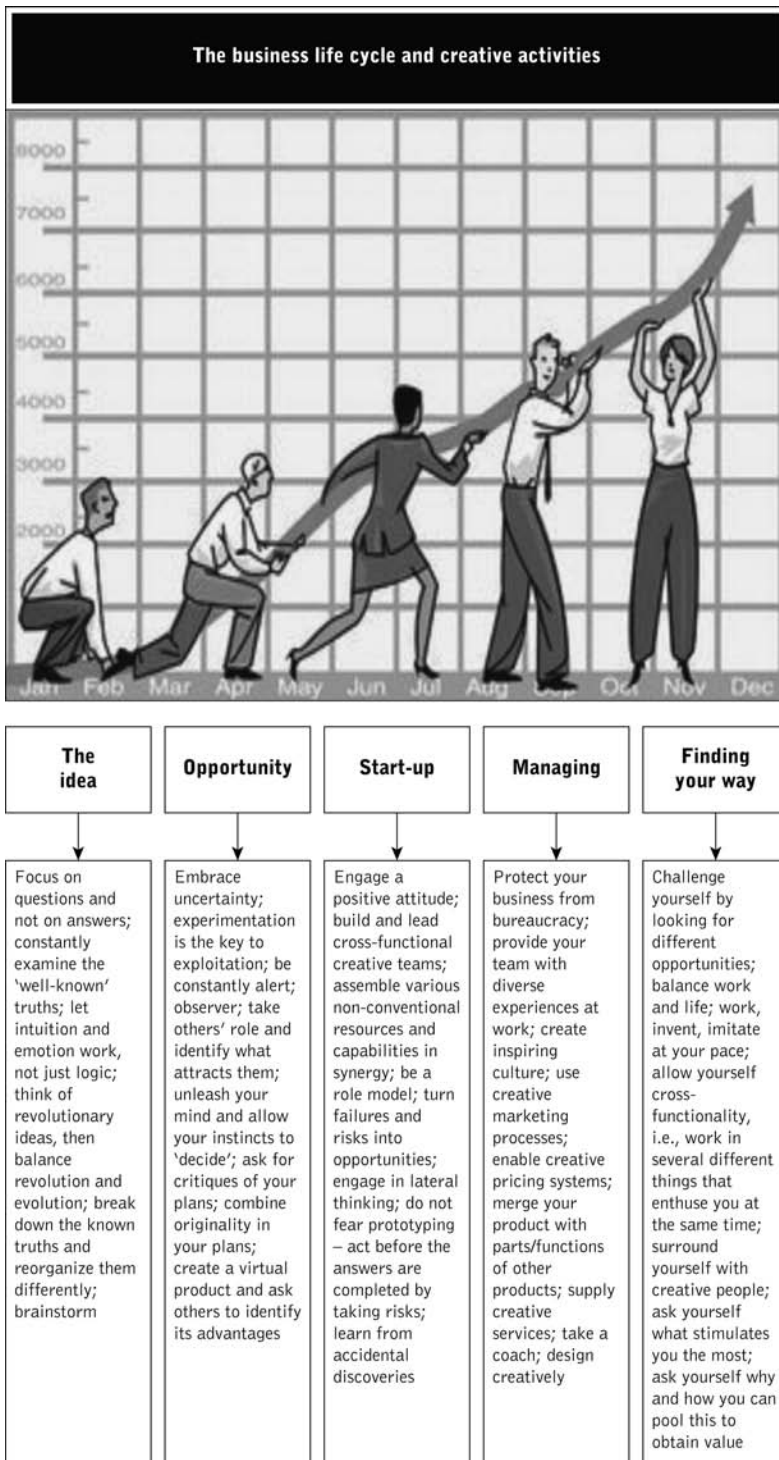 The business life cycle and creative activities
8000
7000
6000
5000
4000
3000
2000
Jan Feb Mar Apr May Jun Jul Aug Sep Oct Nov Dec
The
idea
Opportunity
Start-up
Managing
Finding
your way
Focus on
questions and
not on answers;
constantly
examine the
‘well-known’
truths; let
intuition and
emotion work,
not just logic;
think of
revolutionary
ideas, then
balance
revolution and
evolution; break
down the known
truths and
reorganize them
differently;
brainstorm
Embrace
uncertainty;
experimentation
is the key to
exploitation; be
constantly alert;
observer; take
others’ role and
identify what
attracts them;
unleash your
mind and allow
your instincts to
‘decide’; ask for
critiques of your
plans; combine
originality in
your plans;
create a virtual
product and ask
others to identify
its advantages
Engage a
positive attitude;
build and lead
cross-functional
creative teams;
assemble various
non-conventional
resources and
capabilities in
synergy; be a
role model; turn
failures and
risks into
opportunities;
engage in lateral
thinking; do not
fear prototyping
– act before the
answers are
completed by
taking risks;
learn from
accidental
discoveries
Protect your
business from
bureaucracy;
provide your
team with
diverse
experiences at
work; create
inspiring
culture; use
creative
marketing
processes;
enable creative
pricing systems;
merge your
product with
parts/functions
of other
products; supply
creative
services; take a
coach; design
creatively
Challenge
yourself by
looking for
different
opportunities;
balance work
and life; work,
invent, imitate
at your pace;
allow yourself
cross-
functionality,
i.e., work in
several different
things that
enthuse you at
the same time;
surround
yourself with
creative people;
ask yourself
what stimulates
you the most;
ask yourself why
and how you can
pool this to
obtain value